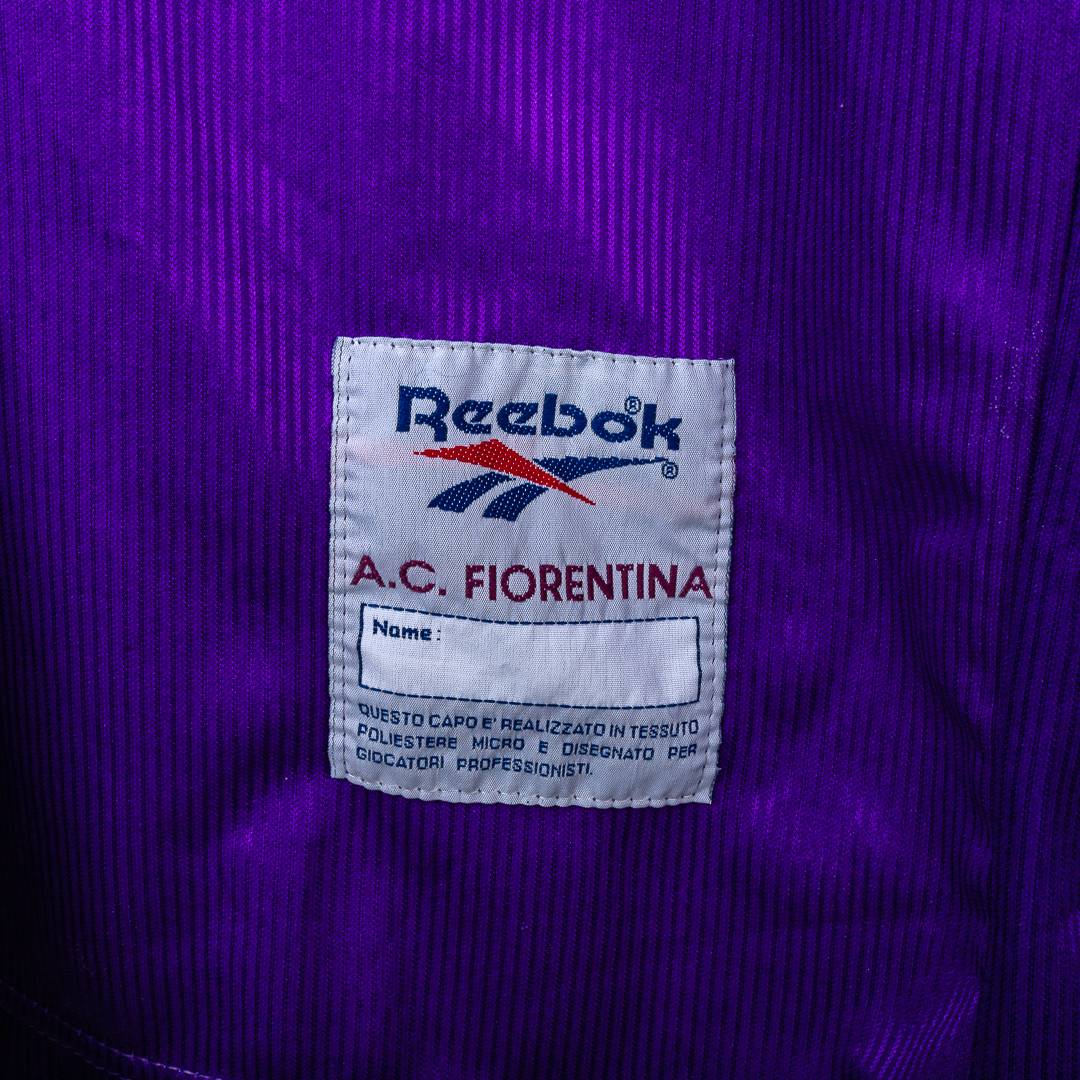 Reebok®
®
A.C. FIORENTINA
Name:
QUESTO CAPO E' REALIZZATO IN TESSUTO
POLIESTERE MICRO E DISEGNATO PER
GIOCATORI PROFESSIONISTI.